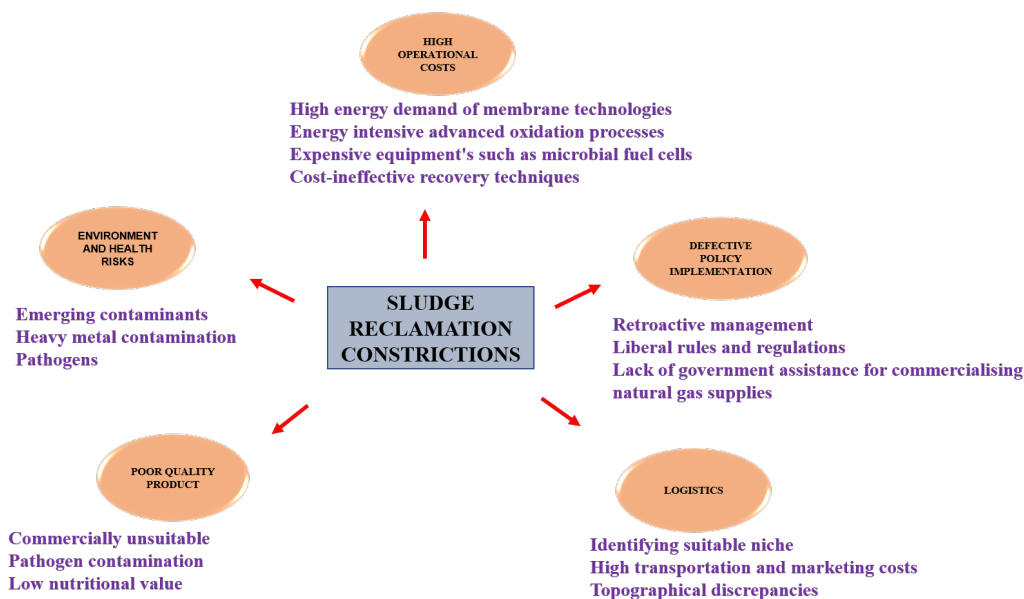 HIGH
OPERATIONAL
COSTS
High energy demand of membrane technologies
Energy intensive advanced oxidation processes
Expensive equipment's such as microbial fuel cells
Cost-ineffective recovery techniques
ENVIRONMENT
AND HEALTH
RISKS
Emerging contaminants
Heavy metal contamination
Pathogens
SLUDGE
RECLAMATION
CONSTRICTIONS
DEFECTIVE
POLICY
IMPLEMENTATION
Retroactive management
Liberal rules and regulations
Lack of government assistance for commercialising
natural gas supplies
POOR QUALITY
PRODUCT
Commercially unsuitable
Pathogen contamination
Low nutritional value
LOGISTICS
Identifying suitable niche
High transportation and marketing costs
Topographical discrepancies